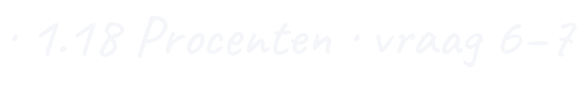 · 1.18 Procenten · vraag 6–7